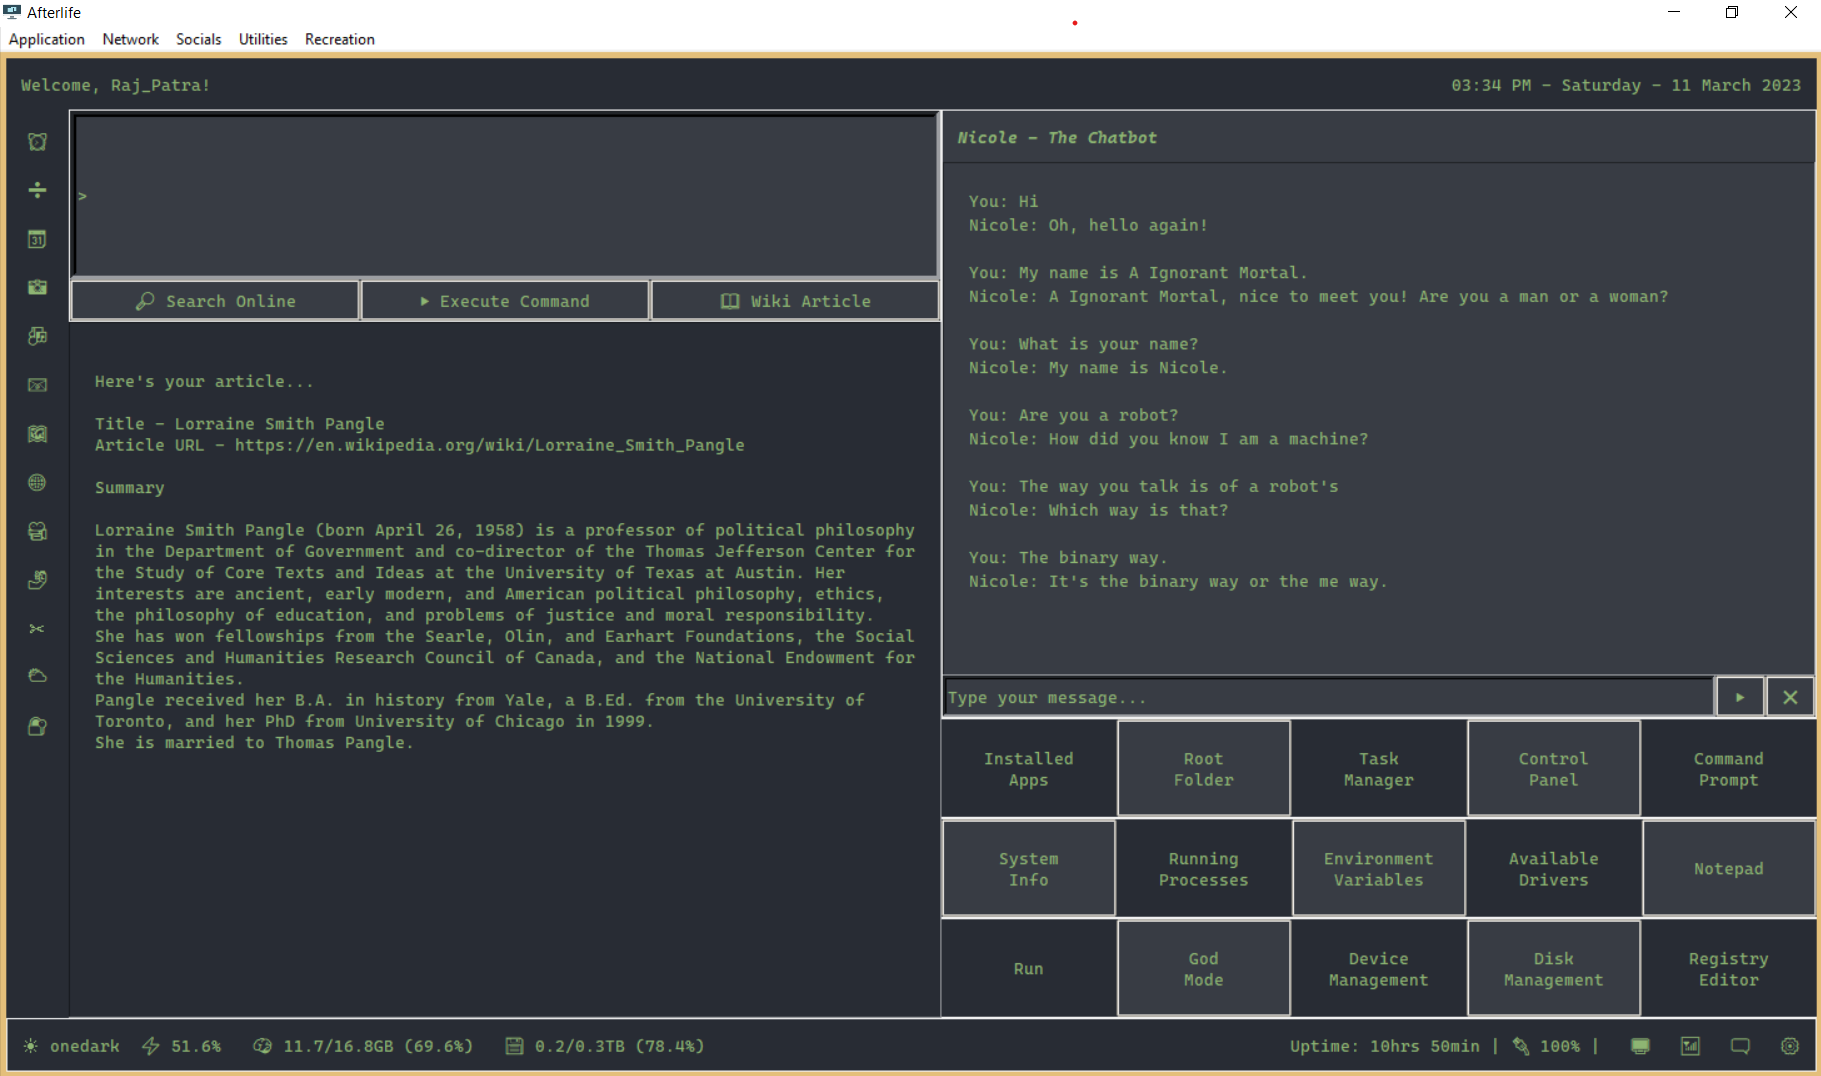 Afterlife
Application Network Socials Utilities Recreation
Welcome, Raj_Patra!
03:34 PM - Saturday - 11 March 2023
31
>
Search Online
Execute Command
Wiki Article
Here's your article...
Title - Lorraine Smith Pangle
Article URL - https://en.wikipedia.org/wiki/Lorraine_Smith_Pangle
Summary
Lorraine Smith Pangle (born April 26, 1958) is a professor of political philosophy
in the Department of Government and co-director of the Thomas Jefferson Center for
the Study of Core Texts and Ideas at the University of Texas at Austin. Her
interests are ancient, early modern, and American political philosophy, ethics,
the philosophy of education, and problems of justice and moral responsibility.
She has won fellowships from the Searle, Olin, and Earhart Foundations, the Social
Sciences and Humanities Research Council of Canada, and the National Endowment for
the Humanities.
Pangle received her B.A. in history from Yale, a B.Ed. from the University of
Toronto, and her PhD from University of Chicago in 1999.
She is married to Thomas Pangle.
Nicole - The Chatbot
You: Hi
Nicole: Oh, hello again!
You: My name is A Ignorant Mortal.
Nicole: A Ignorant Mortal, nice to meet you! Are you a man or a woman?
You: What is your name?
Nicole: My name is Nicole.
You: Are you a robot?
Nicole: How did you know I am a machine?
You: The way you talk is of a robot's
Nicole: Which way is that?
You: The binary way.
Nicole: It's the binary way or the me way.
Type your message...
Installed
Apps
Root
Folder
Task
Manager
Control
Panel
Command
Prompt
System
Info
Running
Processes
Environment
Variables
Available
Drivers
Notepad
Run
God
Mode
Device
Management
Disk
Management
Registry
Editor
onedark 51.6% 11.7/16.8GB (69.6%) 0.2/0.3TB (78.4%)
Uptime: 10hrs 50min | 100% |